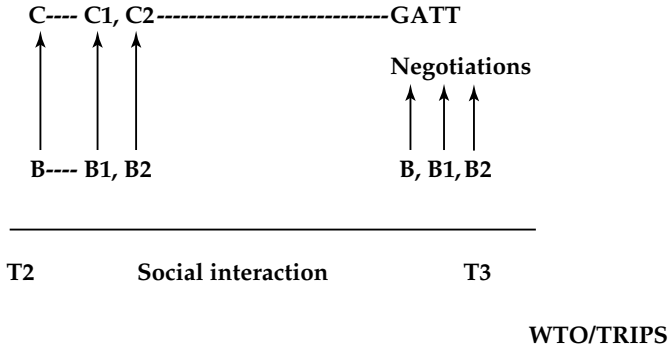 C---- C1, C2------------------------------GATT
Negotiations
B---- B1, B2 B, B1, B2
T2 Social interaction T3
WTO/TRIPS